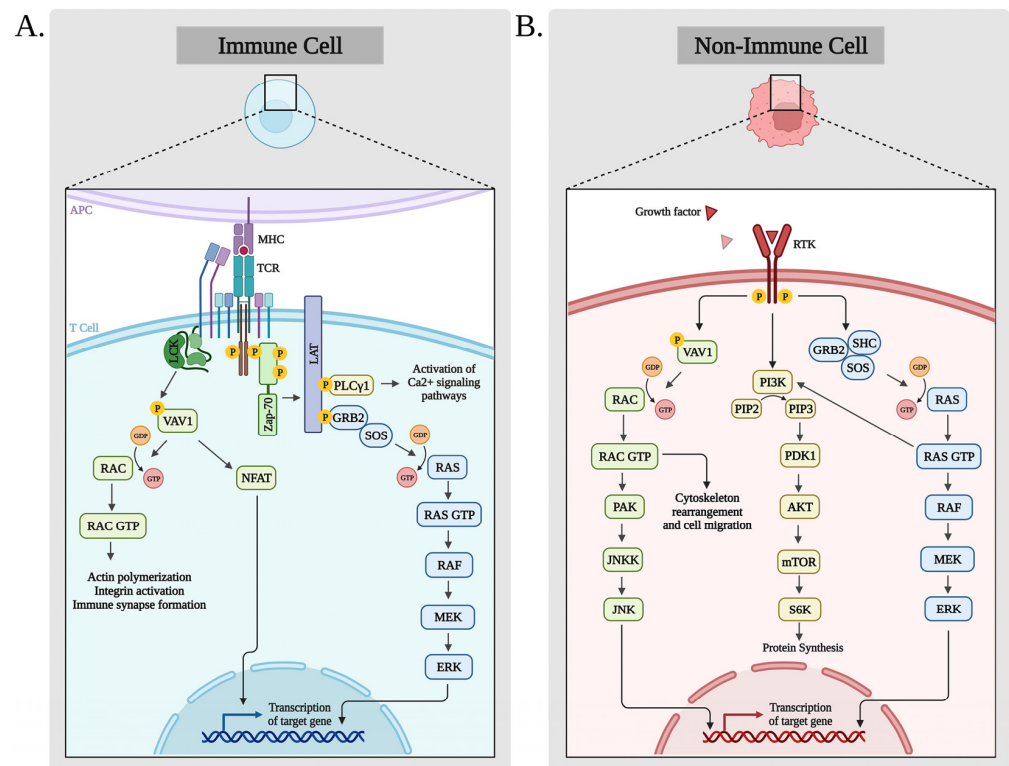 A.
Immune Cell
APC
MHC
TCR
T Cell
LCK
P
P
P
P
LAT
Zap-70
P
PLCγ1
Activation of
Ca2+ signaling
pathways
P
GRB2
SOS
P
VAV1
GDP
GTP
RAC
RAC GTP
Actin polymerization
Integrin activation
Immune synapse formation
NFAT
GDP
GTP
RAS
RAS GTP
RAF
MEK
ERK
Transcription
of target gene
B.
Non-Immune Cell
Growth factor
RTK
P
P
P
VAV1
GDP
GTP
RAC
RAC GTP
Cytoskeleton
rearrangement
and cell migration
PAK
JNKK
JNK
PI3K
PIP2
PIP3
PDK1
AKT
mTOR
S6K
Protein Synthesis
GRB2
SHC
SOS
GDP
GTP
RAS
RAS GTP
RAF
MEK
ERK
Transcription
of target gene